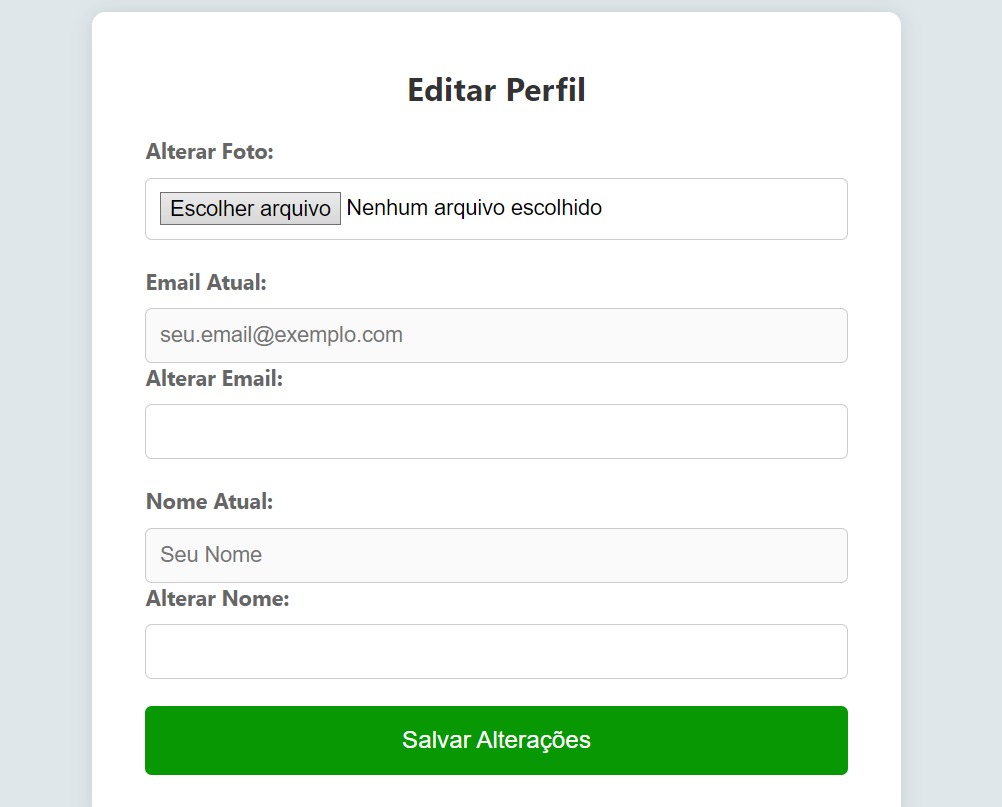 Editar Perfil
Alterar Foto:
Escolher arquivo Nenhum arquivo escolhido
Email Atual:
seu.email@exemplo.com
Alterar Email:
Nome Atual:
Seu Nome
Alterar Nome:
Salvar Alterações